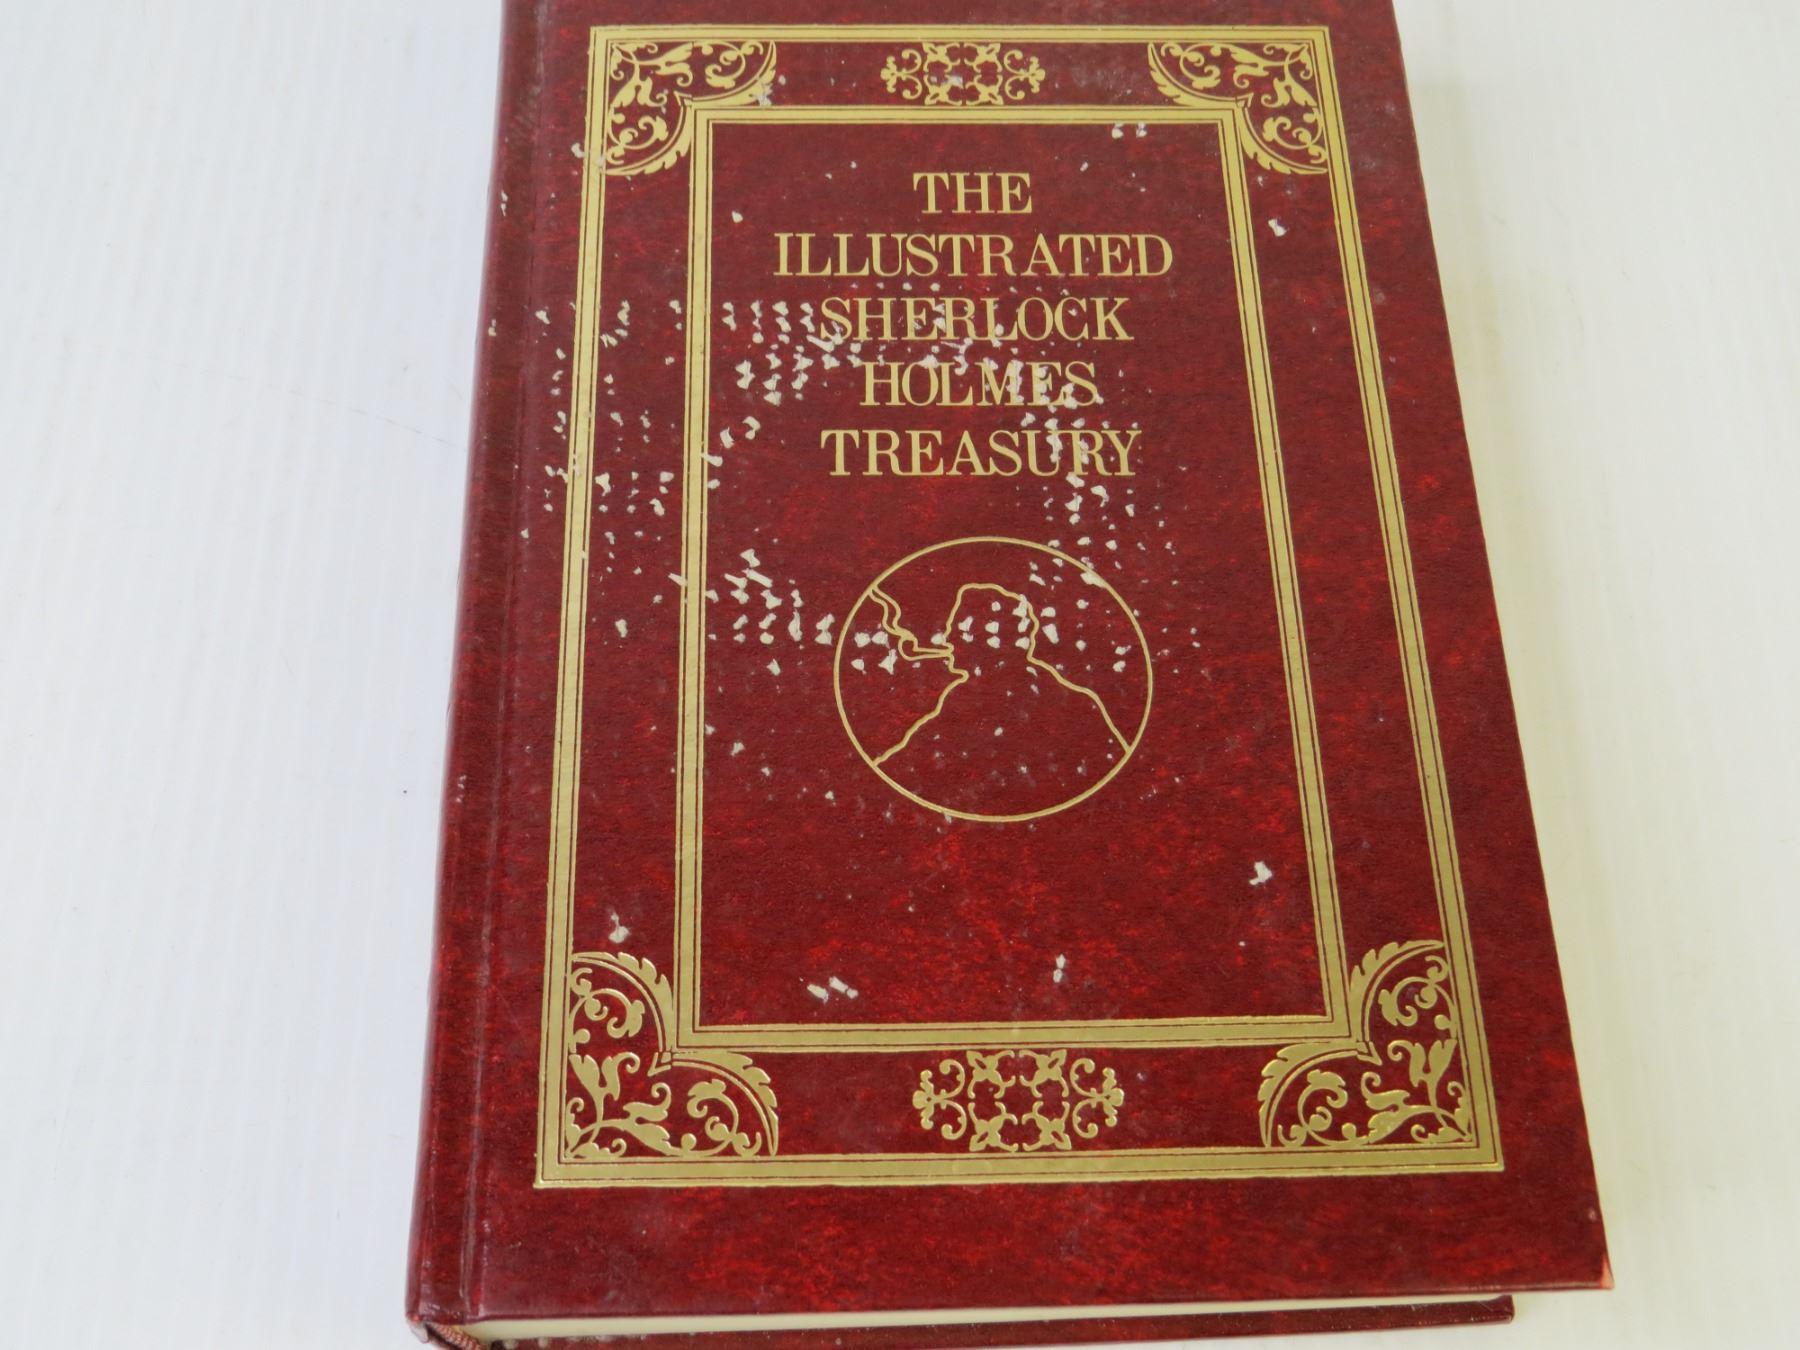 THE
ILLUSTRATED
SHERLOCK
HOLMES
TREASURY